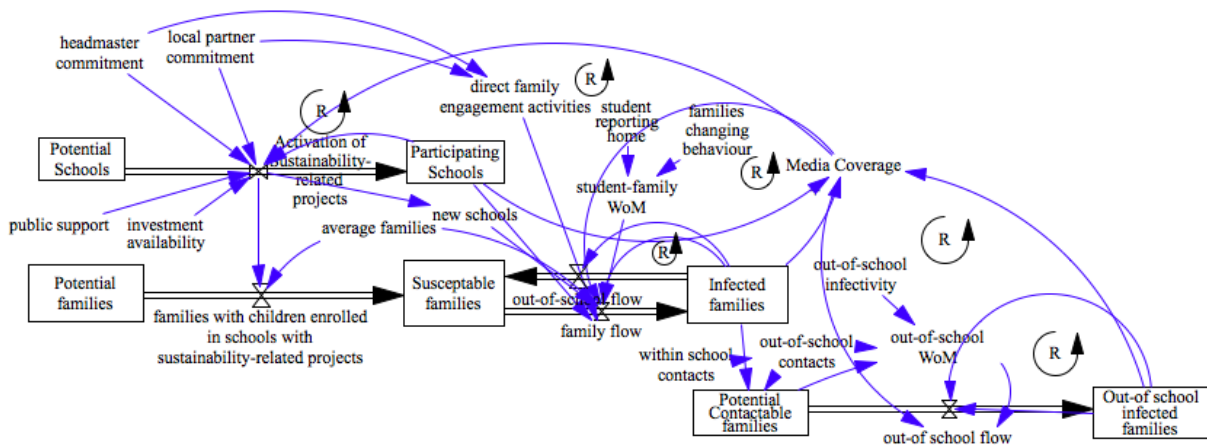 headmaster
commitment
local partner
commitment
direct family
engagement activities
R
R
student
reporting
home
families
changing
behaviour
Potential
Schools
Activation of
Sustainability-
related
projects
Participating
Schools
R
Media Coverage
student-family
WoM
public support
investment
availability
new schools
average families
R
R
out-of-school
infectivity
Potential
families
Susceptable
families
Infected
families
out-of-school flow
family flow
families with children enrolled
in schools with
sustainability-related projects
within school
contacts
out-of-school
contacts
out-of-school
WoM
R
Potential
Contactable
families
out-of school flow
Out-of school
infected
families